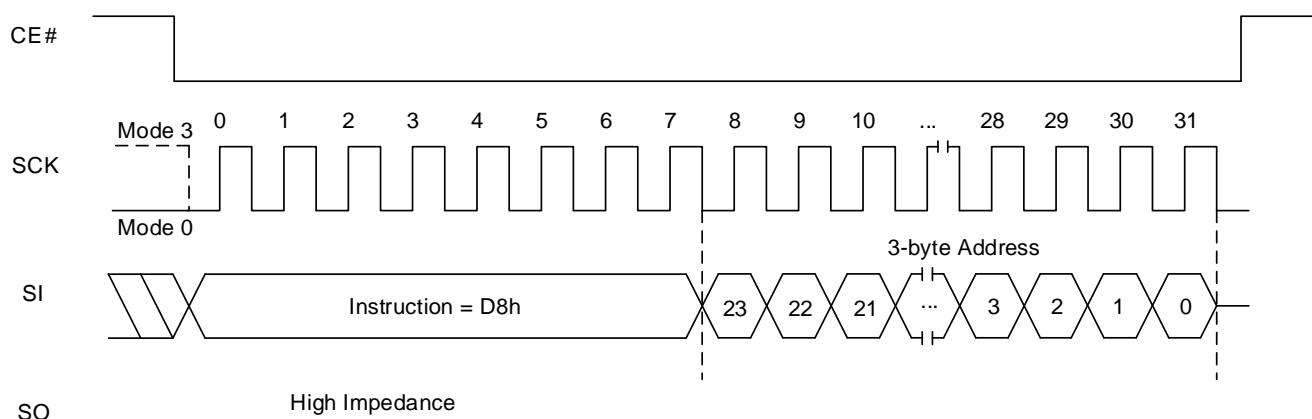 CE#
0 1 2 3 4 5 6 7 8 9 10 ... 28 29 30 31
Mode 3
SCK
Mode 0
3-byte Address
SI
Instruction = D8h 23 22 21 ... 3 2 1 0
High Impedance
SO